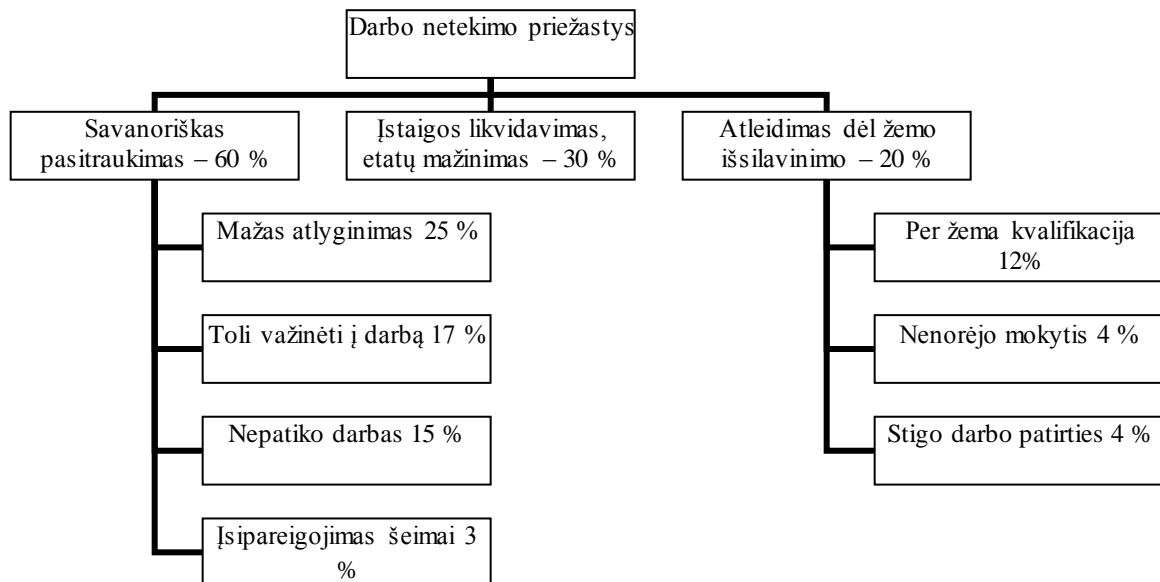 Darbo netekimo priežastys
Savanoriškas
pasitraukimas – 60 %
Įstaigos likvidavimas,
etatų mažinimas – 30 %
Atleidimas dėl žemo
išsilavinimo – 20 %
Mažas atlyginimas 25 %
Toli važinėti į darbą 17 %
Nepatiko darbas 15 %
Įsipareigojimas šeimai 3
%
Per žema kvalifikacija
12%
Nenorėjo mokytis 4 %
Stigo darbo patirties 4 %